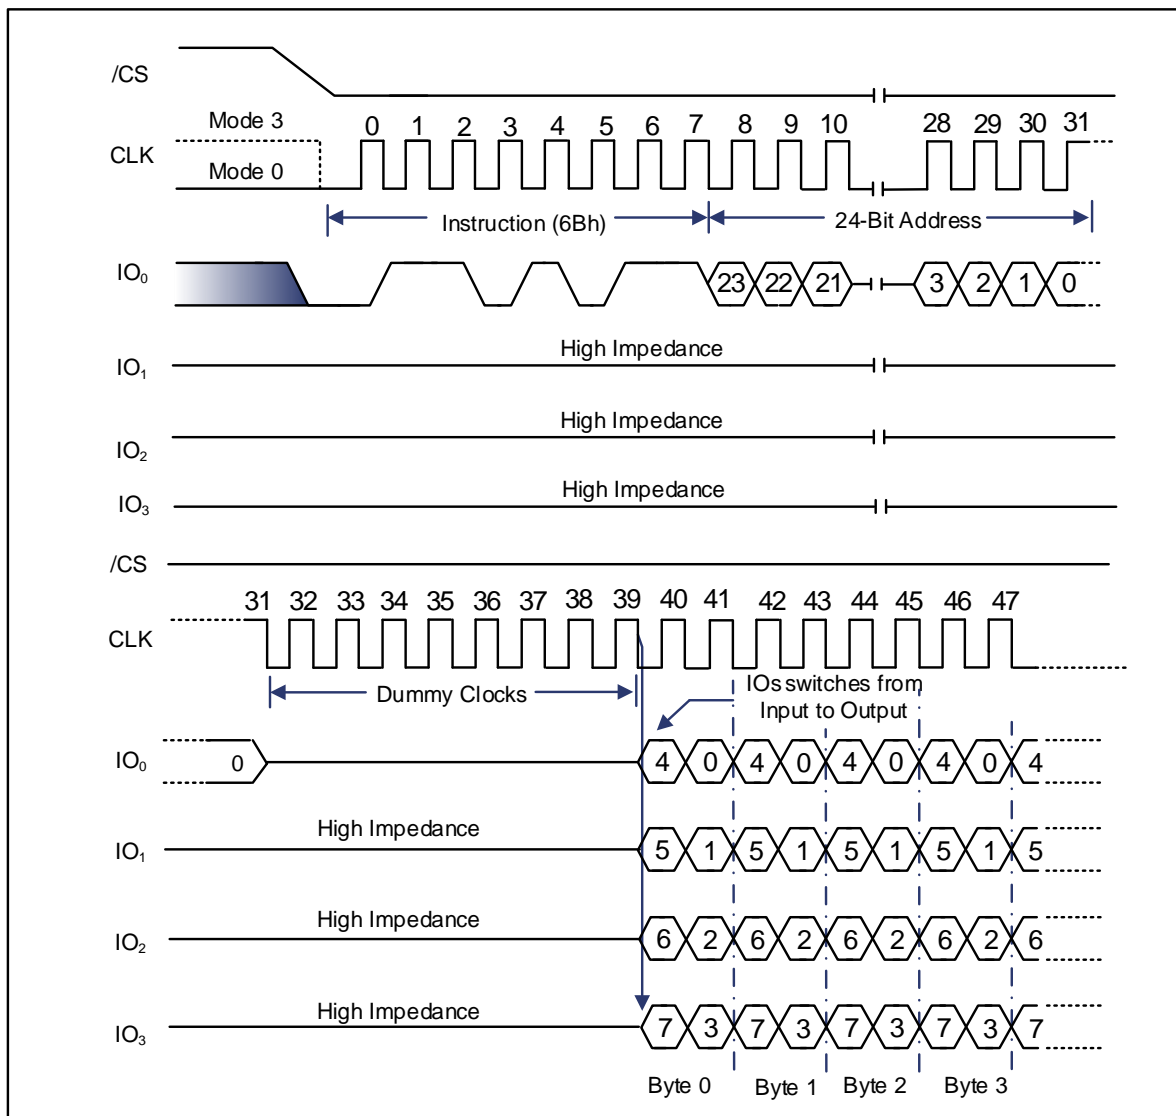 /CS
Mode 3
0 1 2 3 4 5 6 7 8 9 10 28 29 30 31
CLK
Mode 0
Instruction (6Bh) 24-Bit Address
IO₀ 23 22 21 3 2 1 0
High Impedance
IO₁
High Impedance
IO₂
High Impedance
IO₃
/CS
31 32 33 34 35 36 37 38 39 40 41 42 43 44 45 46 47
CLK
Dummy Clocks
IOs switches from
Input to Output
IO₀ 0 4 0 4 0 4 0 4 0 4
High Impedance
IO₁ 5 1 5 1 5 1 5 1 5
High Impedance
IO₂ 6 2 6 2 6 2 6 2 6
High Impedance
IO₃ 7 3 7 3 7 3 7 3 7
Byte 0 Byte 1 Byte 2 Byte 3